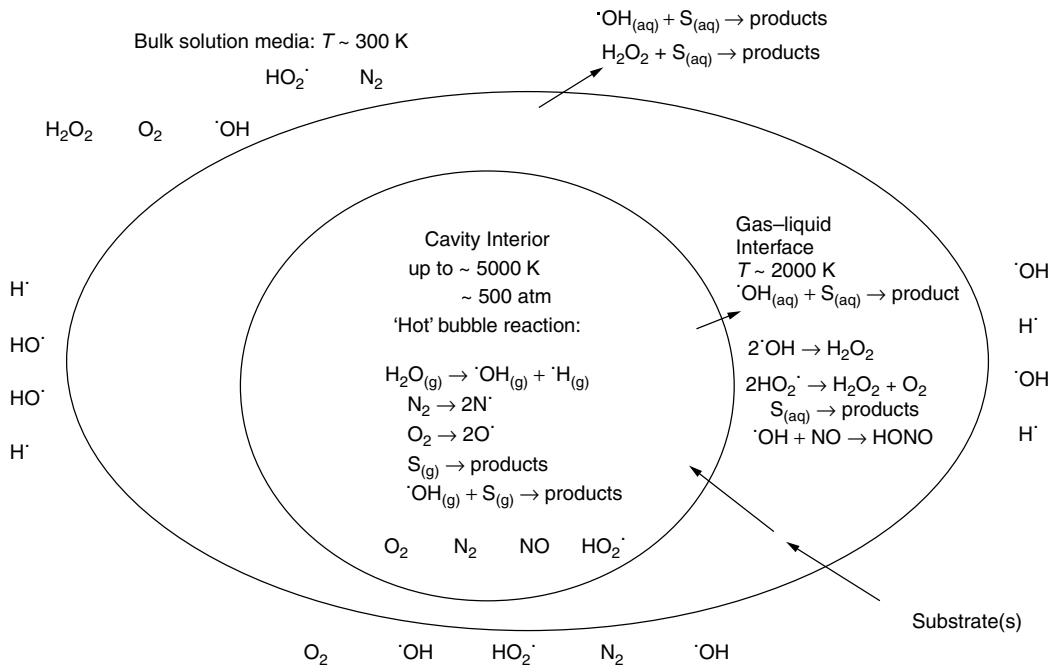 ˙OH(aq) + S(aq) → products
Bulk solution media: T ~ 300 K
H₂O₂ + S(aq) → products
HO₂˙ N₂
H₂O₂ O₂ ˙OH
Cavity Interior
up to ~ 5000 K
~ 500 atm
'Hot' bubble reaction:
H₂O(g) → ˙OH(g) + ˙H(g)
N₂ → 2N˙
O₂ → 2O˙
S(g) → products
˙OH(g) + S(g) → products
O₂ N₂ NO HO₂˙
Gas–liquid
Interface
T ~ 2000 K
˙OH(aq) + S(aq) → product
2˙OH → H₂O₂
2HO₂˙ → H₂O₂ + O₂
S(aq) → products
˙OH + NO → HONO
H˙
HO˙
HO˙
H˙
˙OH
H˙
˙OH
H˙
Substrate(s)
O₂ ˙OH HO₂˙ N₂ ˙OH